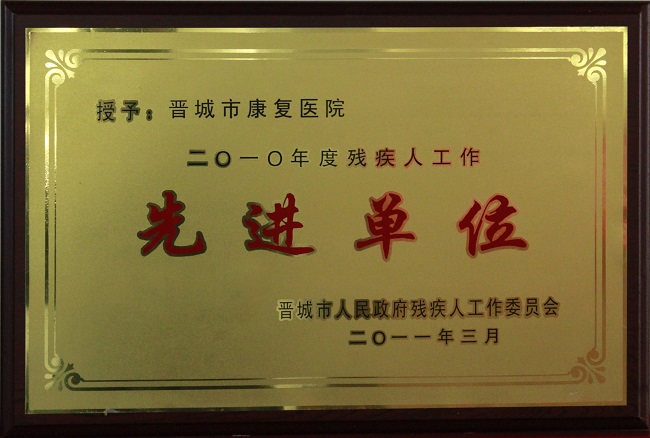 授予：晋城市康复医院
二〇一〇年度残疾人工作
先进单位
晋城市人民政府残疾人工作委员会
二〇一一年三月